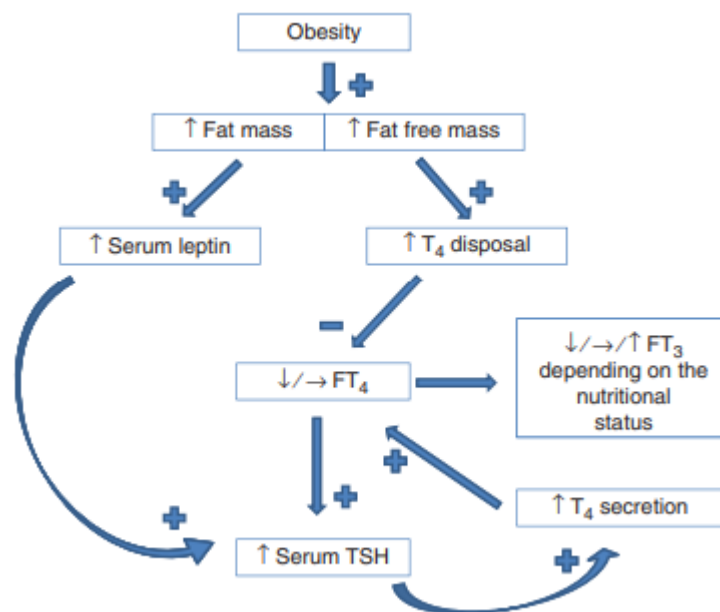 Obesity
+
↑ Fat mass ↑ Fat free mass
+ +
↑ Serum leptin ↑ T₄ disposal
−
↓/→ FT₄
↓/→/↑ FT₃
depending on the
nutritional
status
+
+
↑ T₄ secretion
+
↑ Serum TSH
+